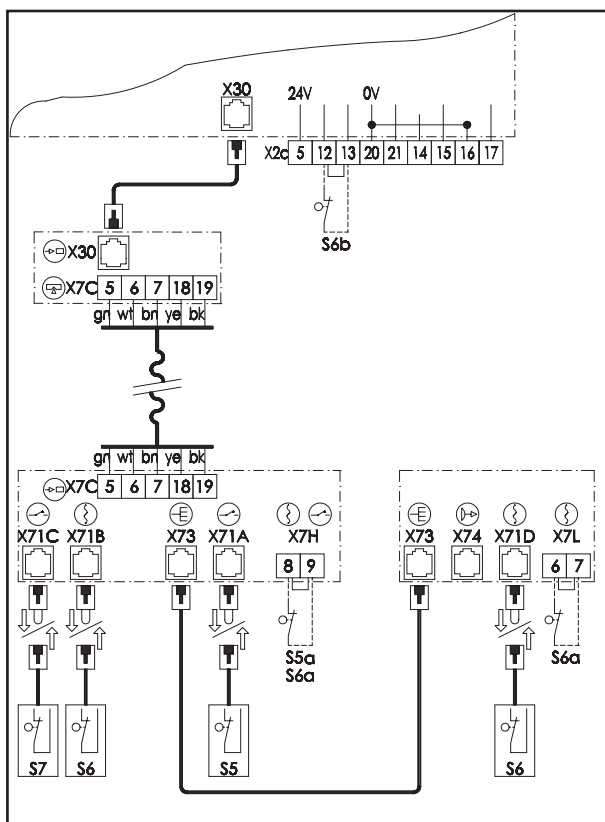 X30 24V 0V
X2c 5 12 13 20 21 14 15 16 17
S6b
X30
X7C 5 6 7 18 19
gn wt bn ye bk
gn wt bn ye bk
X7C 5 6 7 18 19
X71C X71B X73 X71A X7H X73 X74 X71D X7L
8 9 6 7
S5a S6a
S6a
S7 S6 S5 S6